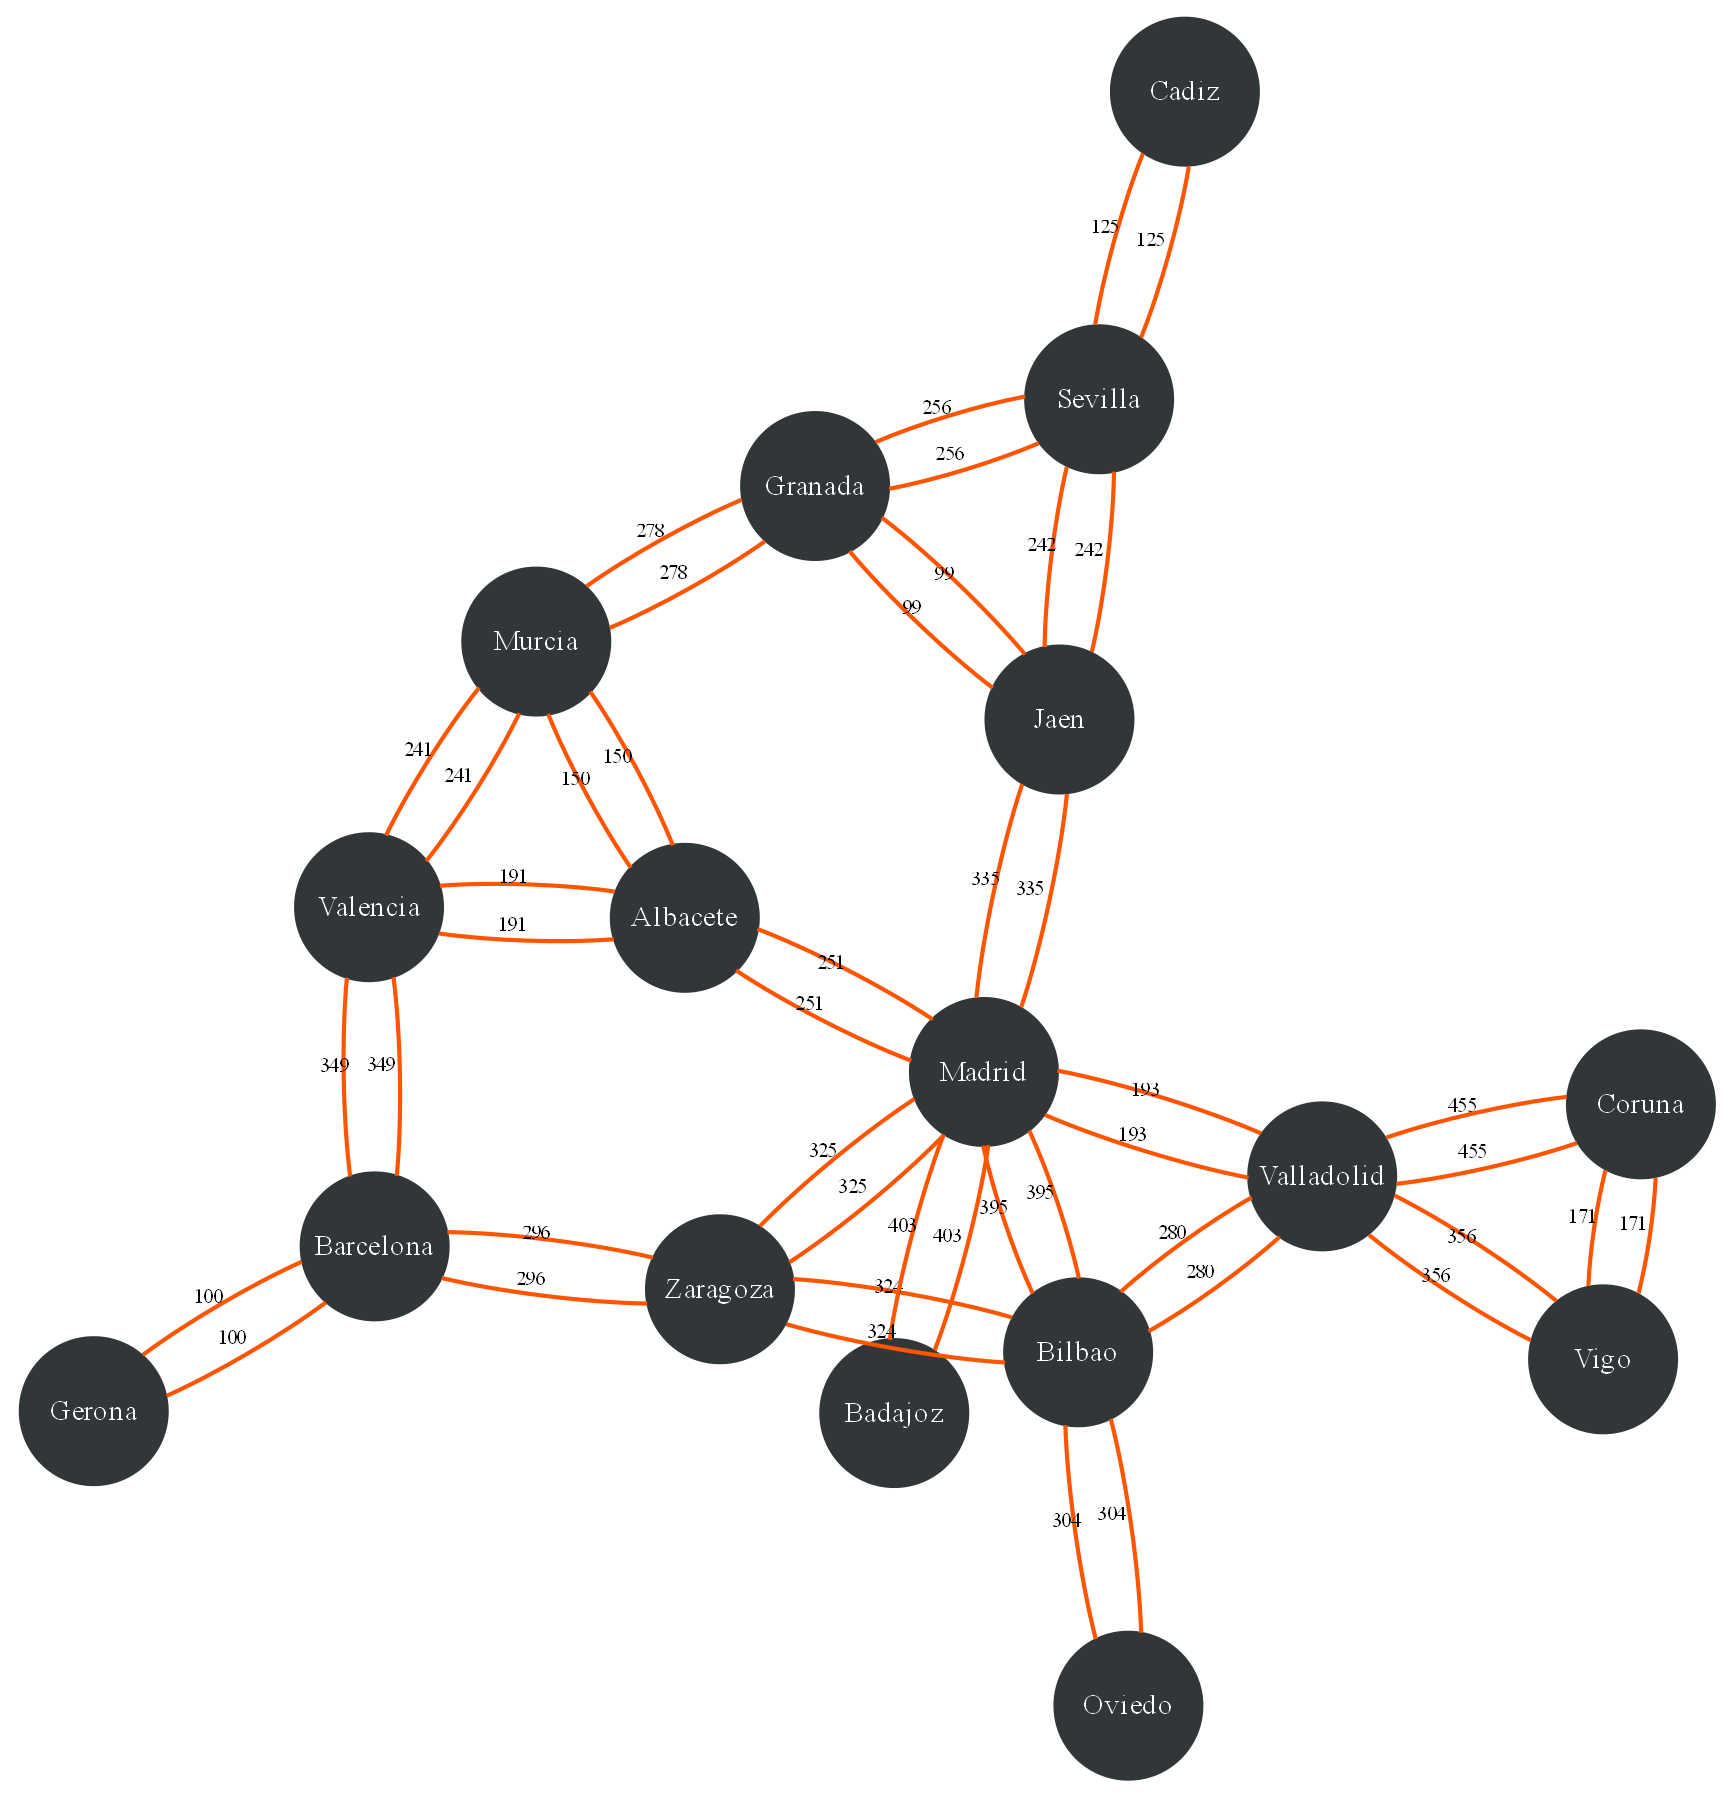 Cadiz
125
125
Sevilla
256
256
Granada
278
278
99
99
242
242
Murcia
Jaen
241
241
150
150
335
335
Valencia
191
191
Albacete
251
251
349
349
Madrid
193
193
Coruna
455
455
Valladolid
325
325
403
403
395
395
280
280
356
356
171
171
Barcelona
296
296
Zaragoza
324
324
100
100
Gerona
Badajoz
Bilbao
Vigo
304
304
Oviedo